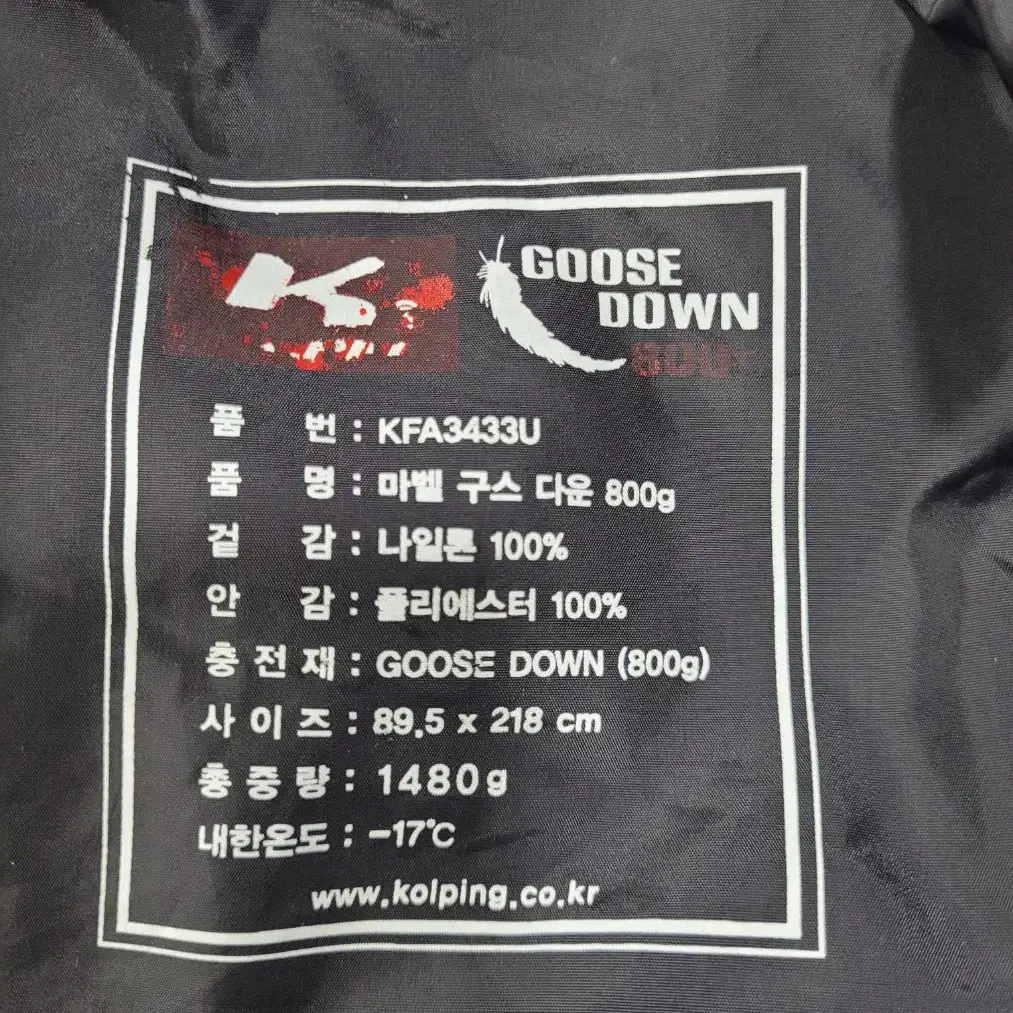 GOOSE
DOWN
품 번 : KFA3433U
품 명 : 마벨 구스 다운 800g
겉 감 : 나일론 100%
안 감 : 폴리에스터 100%
충 전 재 : GOOSE DOWN (800g)
사 이 즈 : 89.5 x 218 cm
총 중 량 : 1480g
내한온도 : -17℃
www.kolping.co.kr